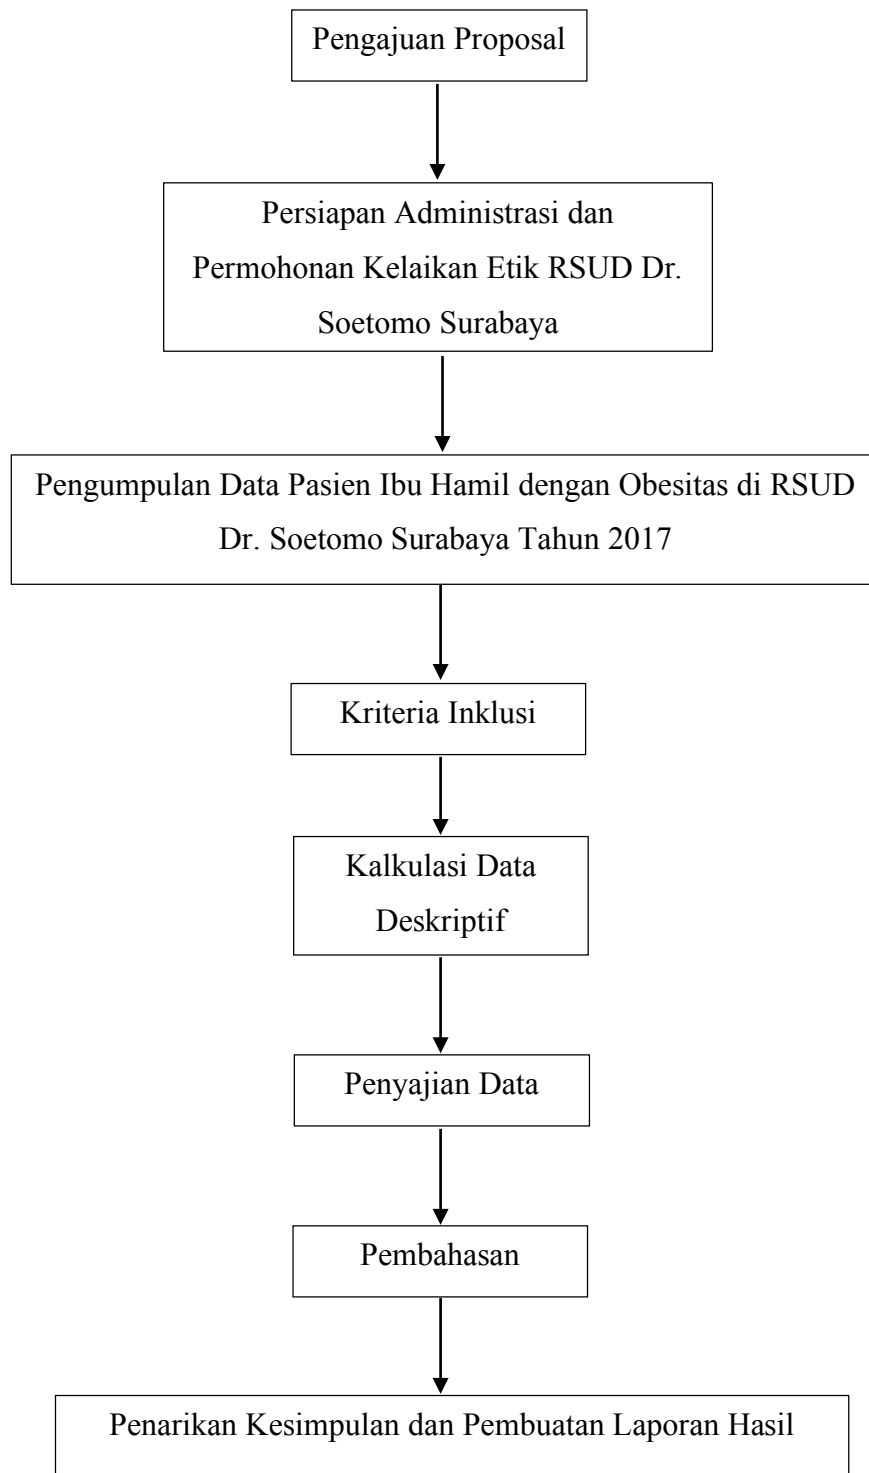 Pengajuan Proposal
Persiapan Administrasi dan
Permohonan Kelaikan Etik RSUD Dr.
Soetomo Surabaya
Pengumpulan Data Pasien Ibu Hamil dengan Obesitas di RSUD
Dr. Soetomo Surabaya Tahun 2017
Kriteria Inklusi
Kalkulasi Data
Deskriptif
Penyajian Data
Pembahasan
Penarikan Kesimpulan dan Pembuatan Laporan Hasil